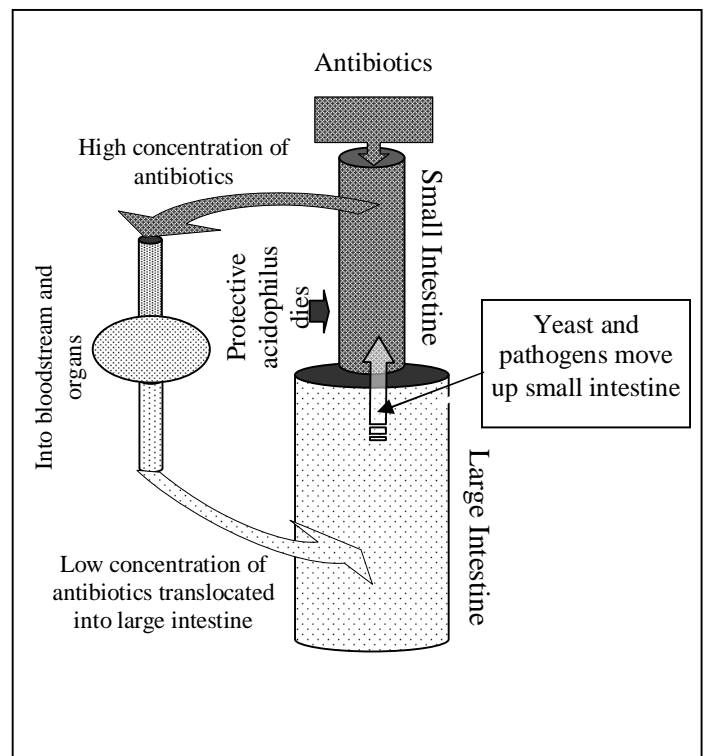 Antibiotics
High concentration of
antibiotics
Small Intestine
Protective
acidophilus
dies
Into bloodstream and
organs
Yeast and
pathogens move
up small intestine
Large Intestine
Low concentration of
antibiotics translocated
into large intestine